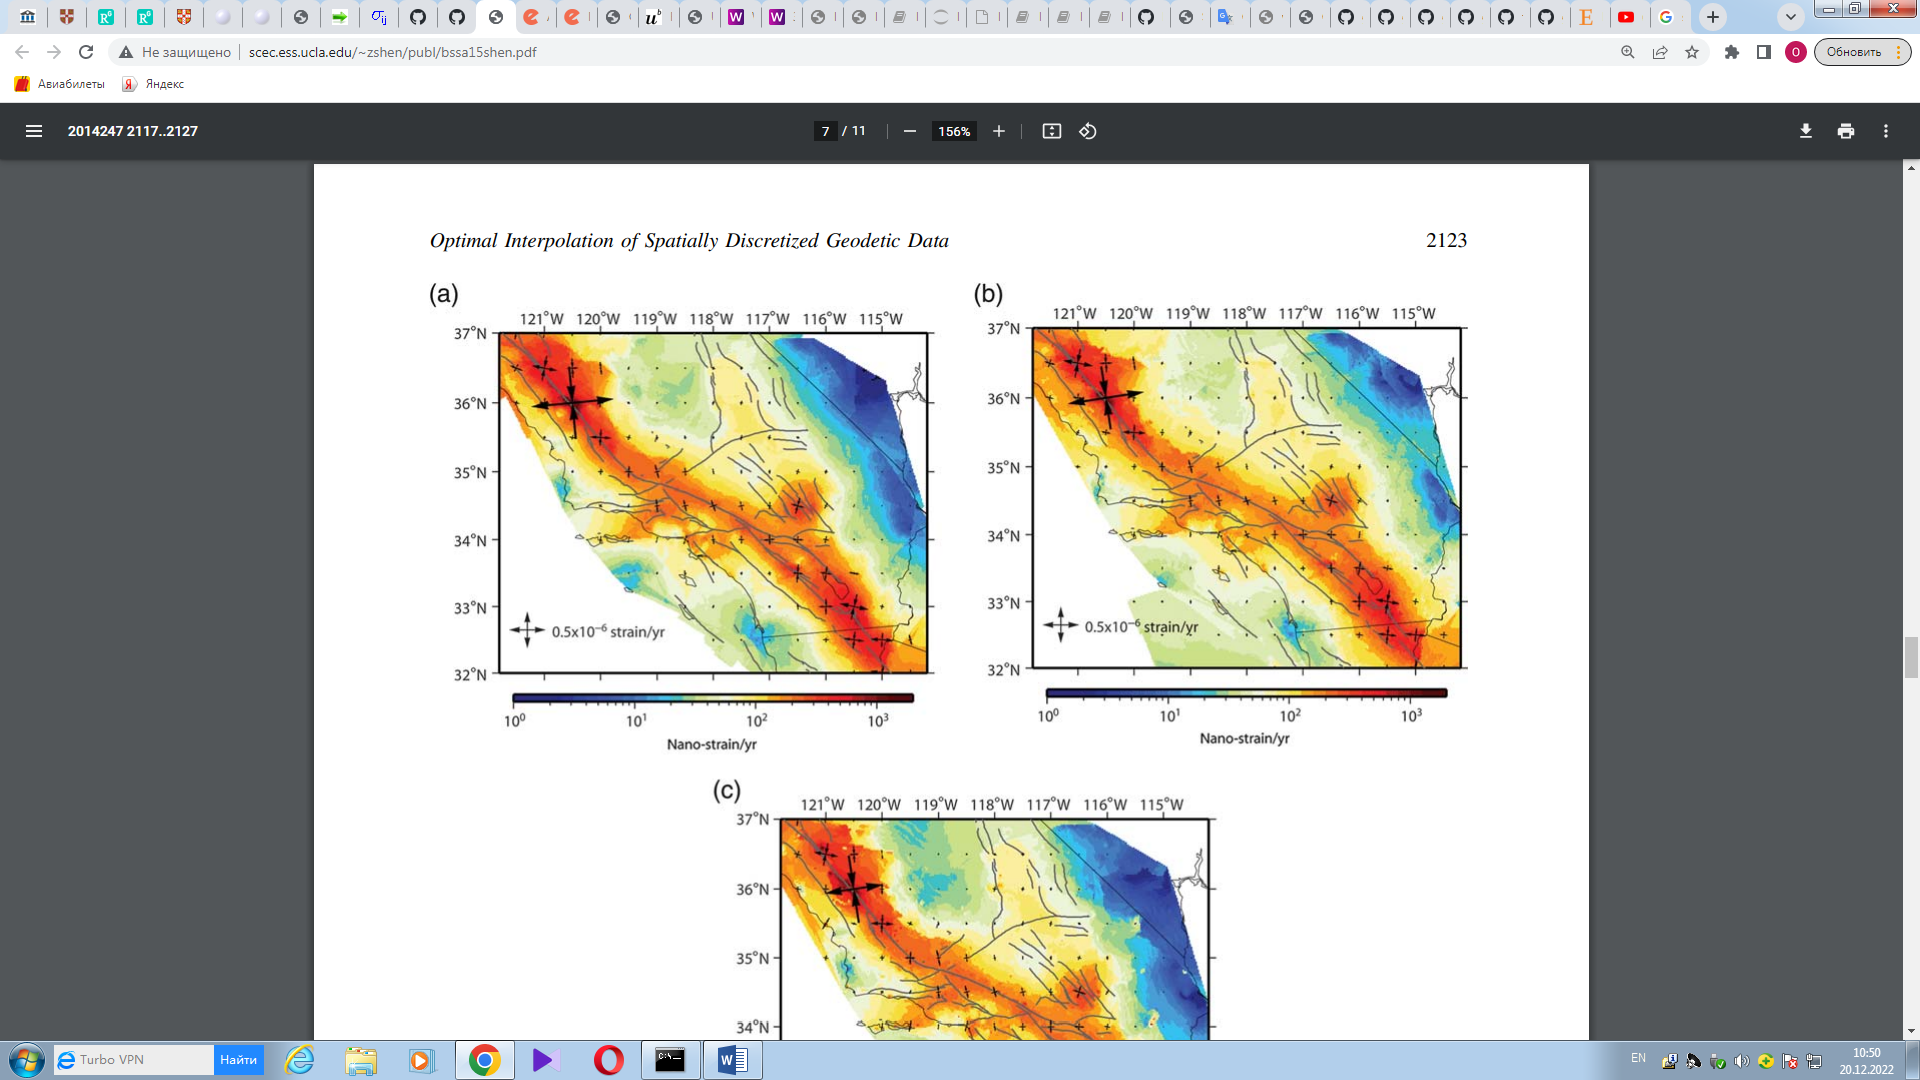 σij
u b
W
W
E
G
Не защищено
scec.ess.ucla.edu/~zshen/publ/bssa15shen.pdf
O
Обновить
Авиабилеты
Я
Яндекс
2014247 2117..2127
7 / 11
156%
Optimal Interpolation of Spatially Discretized Geodetic Data
2123
(a)
121°W 120°W 119°W 118°W 117°W 116°W 115°W
37°N
36°N
35°N
34°N
33°N
32°N
0.5x10⁻⁶ strain/yr
10⁰ 10¹ 10² 10³
Nano-strain/yr
(b)
121°W 120°W 119°W 118°W 117°W 116°W 115°W
37°N
36°N
35°N
34°N
33°N
32°N
0.5x10⁻⁶ strain/yr
10⁰ 10¹ 10² 10³
Nano-strain/yr
(c)
121°W 120°W 119°W 118°W 117°W 116°W 115°W
37°N
36°N
35°N
34°N
Turbo VPN
Найти
EN
10:50
20.12.2022